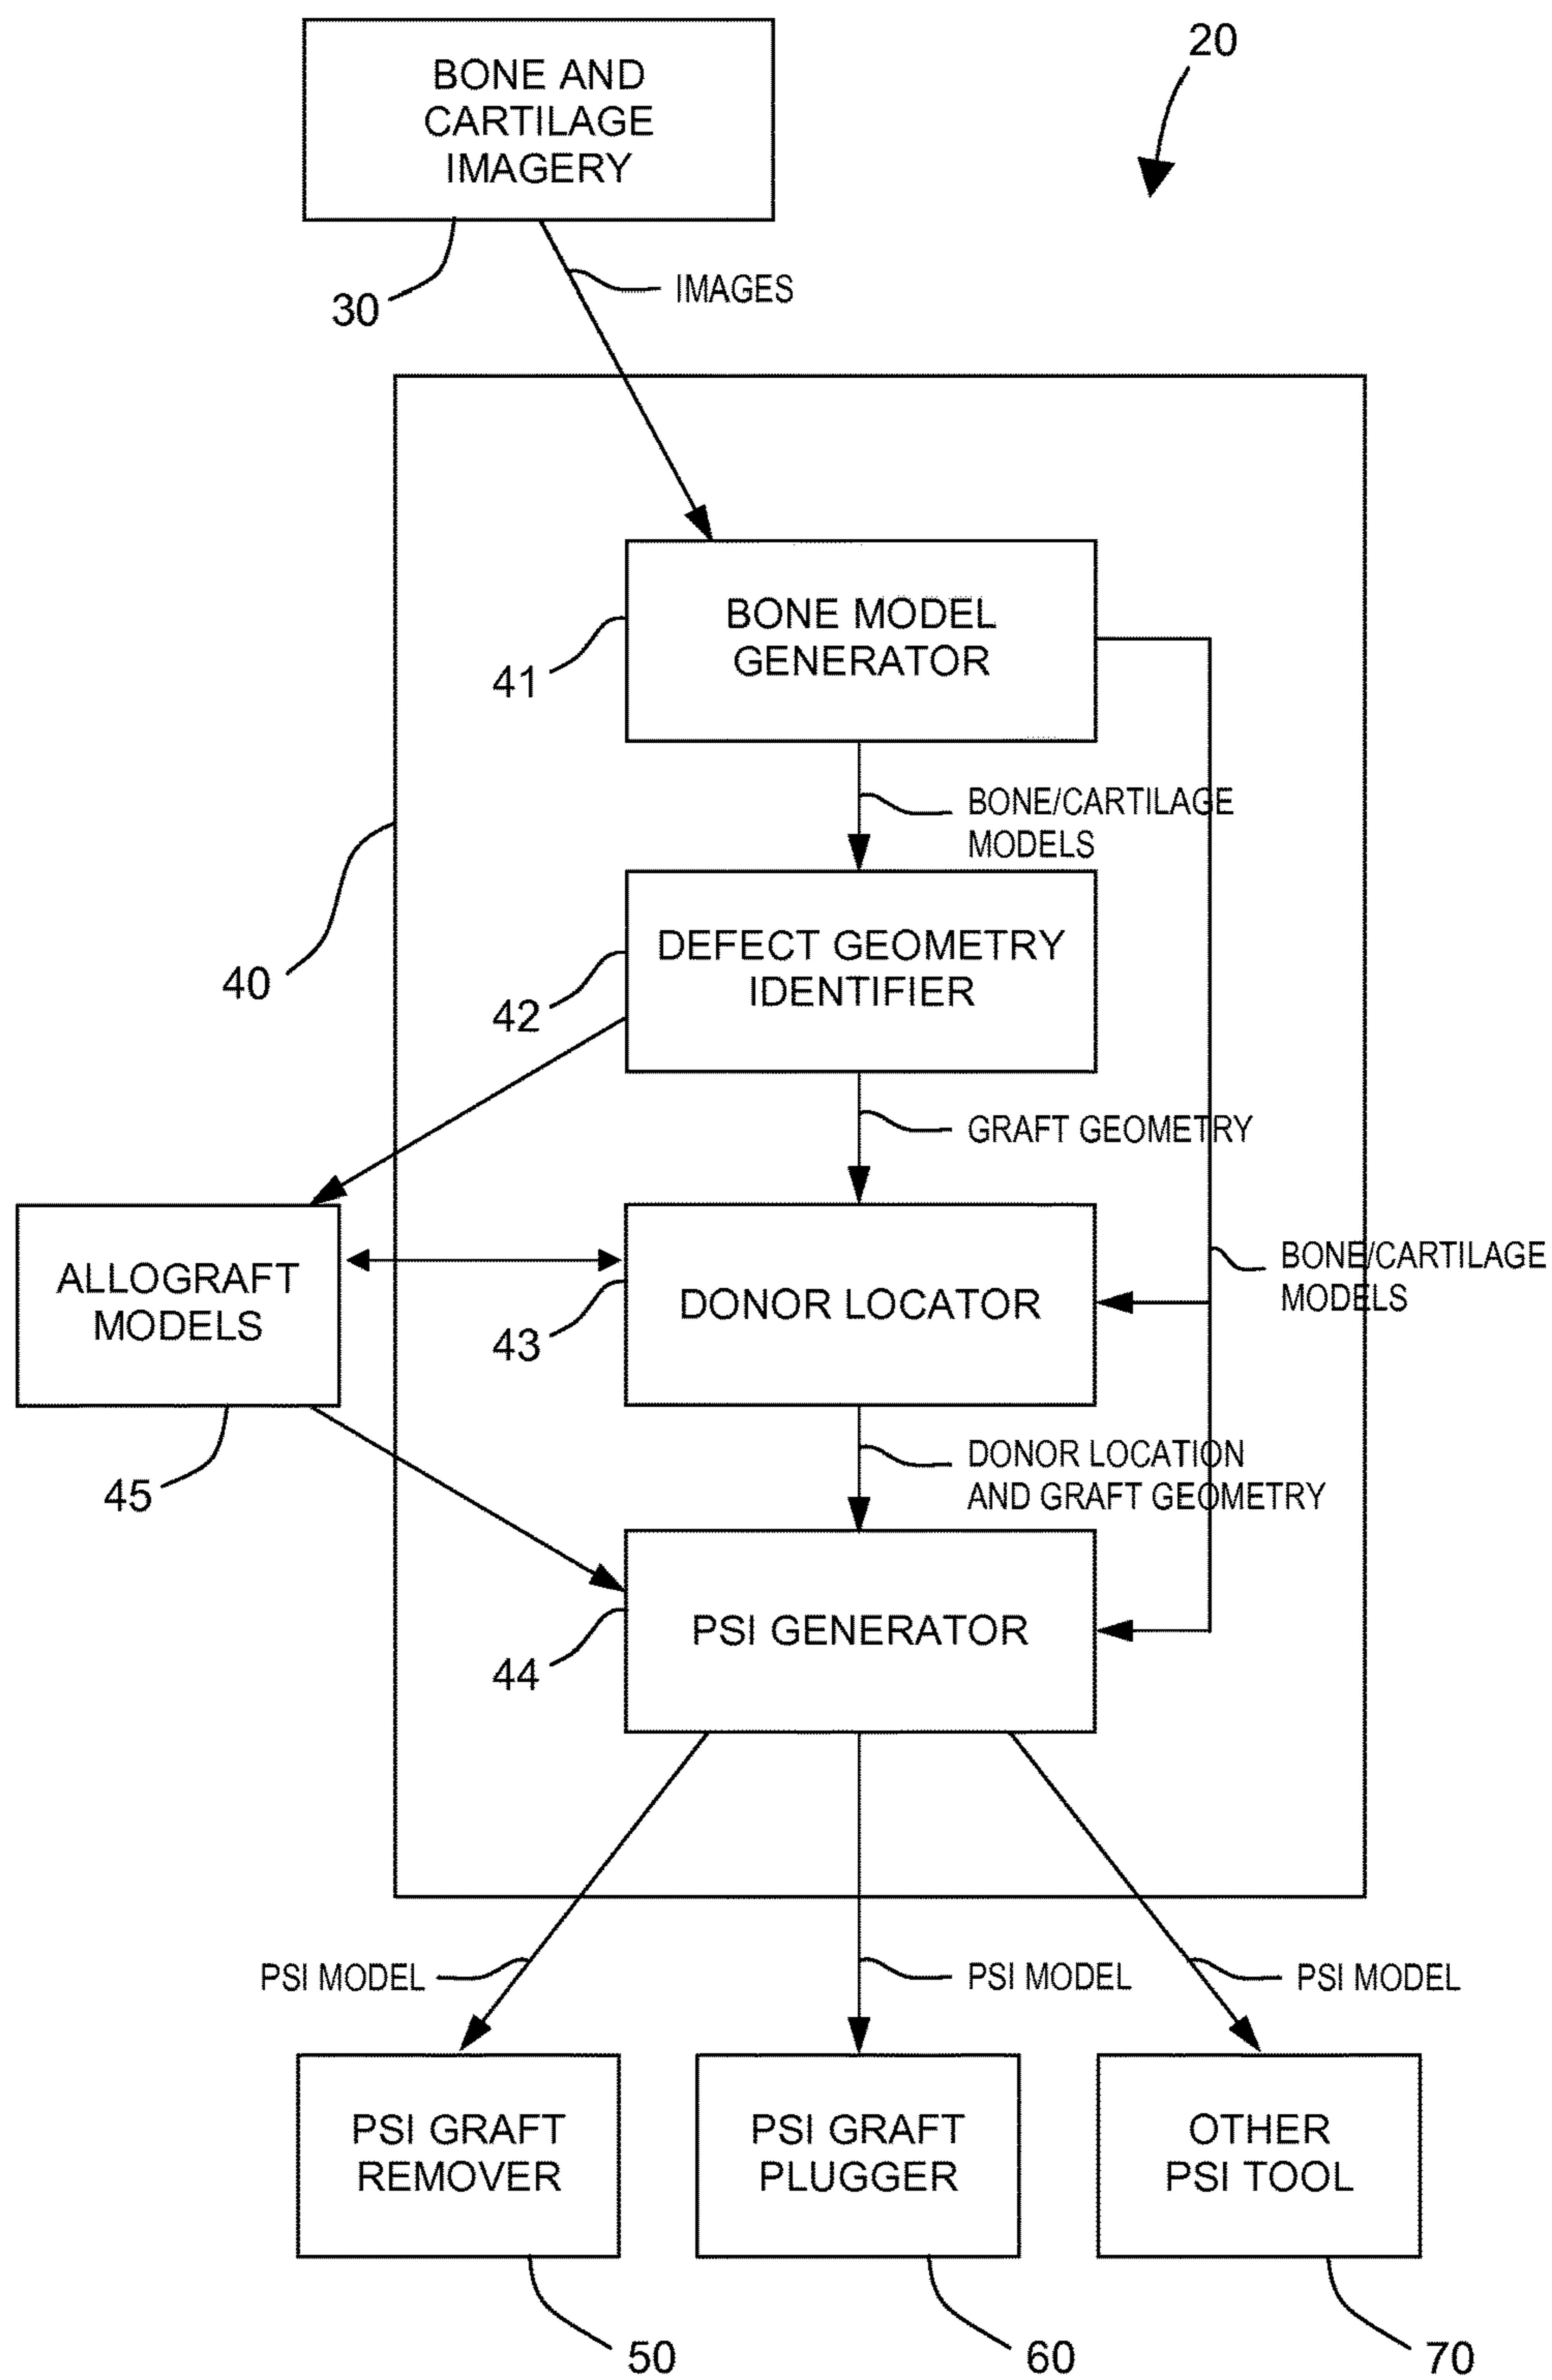 BONE AND
CARTILAGE
IMAGERY
20
30
IMAGES
BONE MODEL
GENERATOR
41
BONE/CARTILAGE
MODELS
40
DEFECT GEOMETRY
IDENTIFIER
42
GRAFT GEOMETRY
ALLOGRAFT
MODELS
45
DONOR LOCATOR
43
BONE/CARTILAGE
MODELS
DONOR LOCATION
AND GRAFT GEOMETRY
PSI GENERATOR
44
PSI MODEL
PSI MODEL
PSI MODEL
PSI GRAFT
REMOVER
PSI GRAFT
PLUGGER
OTHER
PSI TOOL
50
60
70